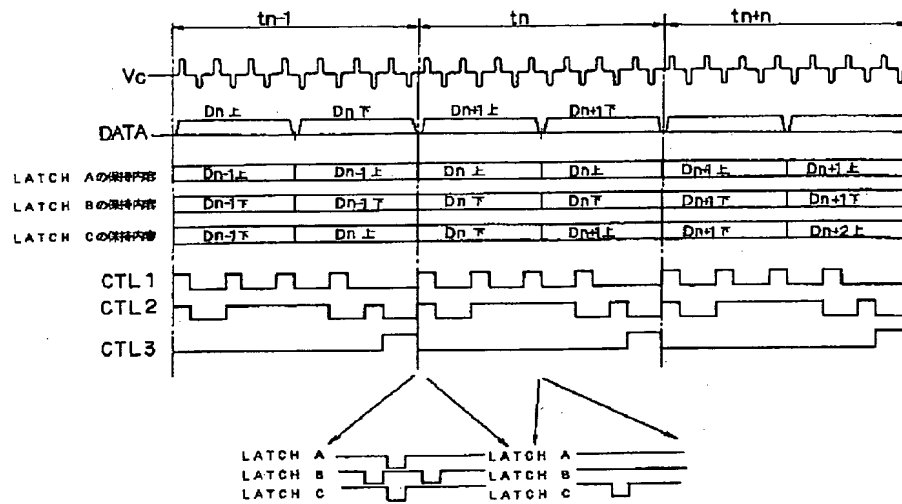 tn-1 tn tn+n
Vc
Dn上 Dn下 Dn+1上 Dn+1下
DATA
LATCH Aの保持内容 Dn-1上 Dn-1上 Dn上 Dn上 Dn+1上 Dn+1上
LATCH Bの保持内容 Dn-1下 Dn-1下 Dn下 Dn下 Dn+1下 Dn+1下
LATCH Cの保持内容 Dn-1下 Dn上 Dn下 Dn+1上 Dn+1下 Dn+2上
CTL1
CTL2
CTL3
LATCH A LATCH A
LATCH B LATCH B
LATCH C LATCH C